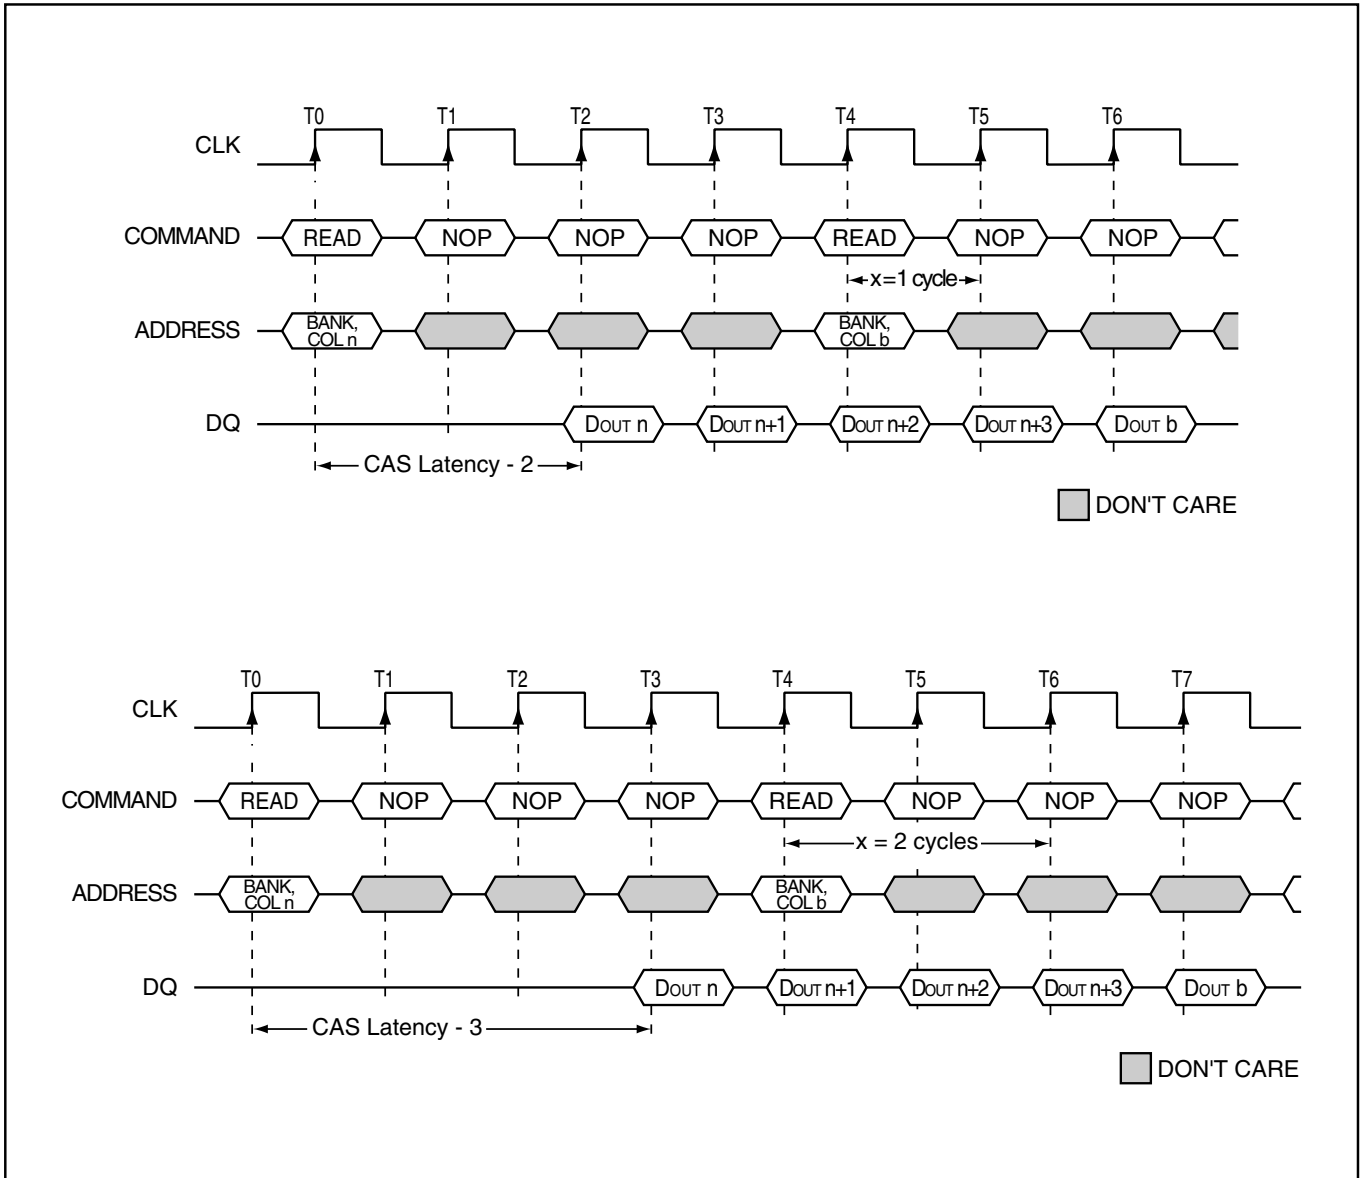 T0 T1 T2 T3 T4 T5 T6
CLK
COMMAND READ NOP NOP NOP READ NOP NOP
x=1 cycle
ADDRESS BANK, COL n BANK, COL b
DQ DOUT n DOUT n+1 DOUT n+2 DOUT n+3 DOUT b
CAS Latency - 2
DON'T CARE
T0 T1 T2 T3 T4 T5 T6 T7
CLK
COMMAND READ NOP NOP NOP READ NOP NOP NOP
x = 2 cycles
ADDRESS BANK, COL n BANK, COL b
DQ DOUT n DOUT n+1 DOUT n+2 DOUT n+3 DOUT b
CAS Latency - 3
DON'T CARE